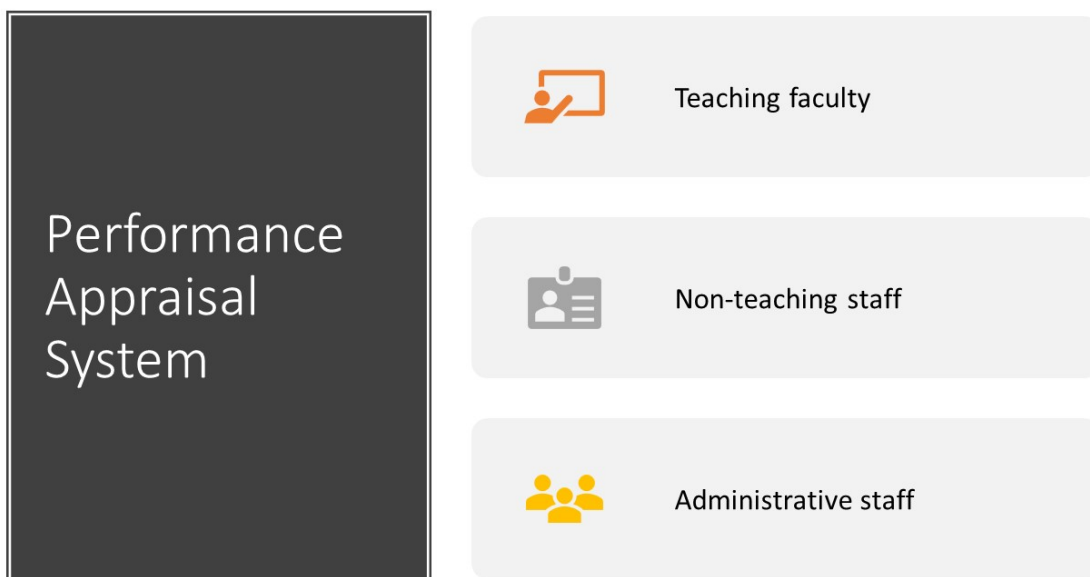 Performance
Appraisal
System
Teaching faculty
Non-teaching staff
Administrative staff